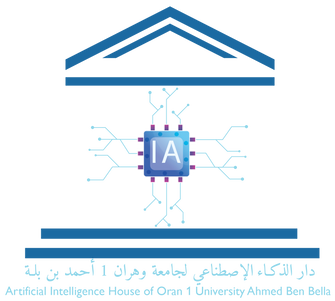 IA
دار الذكاء الإصطناعي لجامعة وهران 1 أحمد بن بلة
Artificial Intelligence House of Oran 1 University Ahmed Ben Bella.